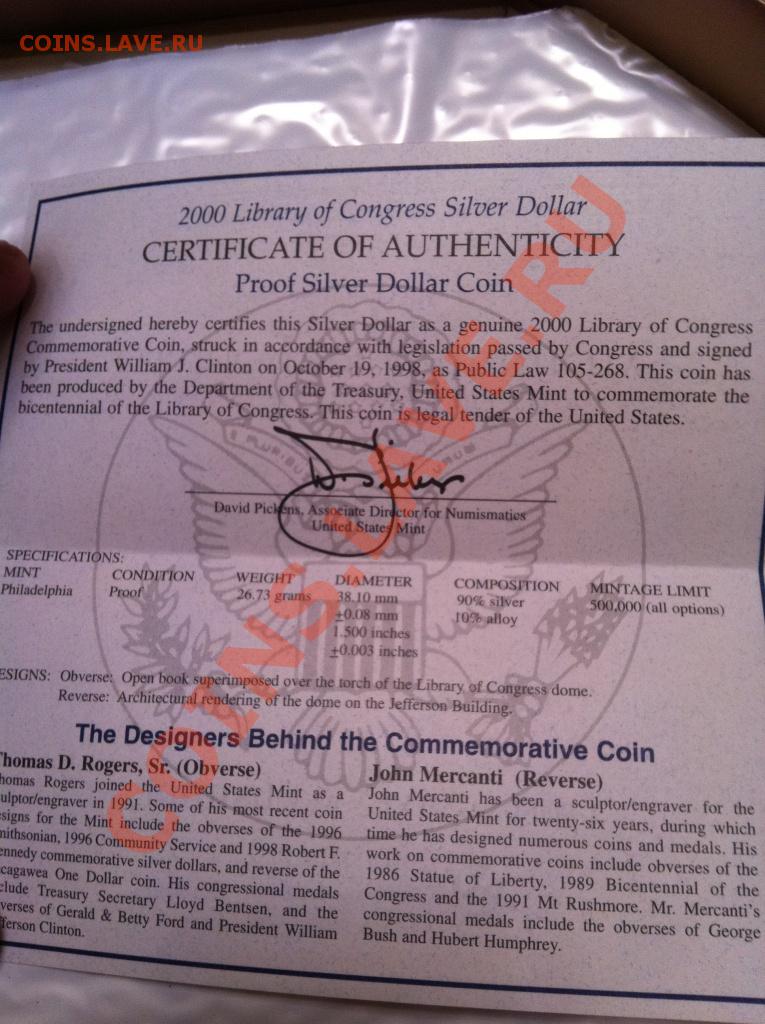 COINS.LAVE.RU
2000 Library of Congress Silver Dollar
CERTIFICATE OF AUTHENTICITY
Proof Silver Dollar Coin
The undersigned hereby certifies this Silver Dollar as a genuine 2000 Library of Congress
Commemorative Coin, struck in accordance with legislation passed by Congress and signed
by President William J. Clinton on October 19, 1998, as Public Law 105-268. This coin has
been produced by the Department of the Treasury, United States Mint to commemorate the
bicentennial of the Library of Congress. This coin is legal tender of the United States.
David Pickens, Associate Director for Numismatics
United States Mint
SPECIFICATIONS:
MINT CONDITION WEIGHT DIAMETER COMPOSITION MINTAGE LIMIT
Philadelphia Proof 26.73 grams 38.10 mm 90% silver 500,000 (all options)
±0.08 mm 10% alloy
1.500 inches
±0.003 inches
ESIGNS: Obverse: Open book superimposed over the torch of the Library of Congress dome.
Reverse: Architectural rendering of the dome on the Jefferson Building.
The Designers Behind the Commemorative Coin
Thomas D. Rogers, Sr. (Obverse)
homas Rogers joined the United States Mint as a
ulptor/engraver in 1991. Some of his most recent coin
signs for the Mint include the obverses of the 1996
mithsonian, 1996 Community Service and 1998 Robert F.
ennedy commemorative silver dollars, and reverse of the
cagawea One Dollar coin. His congressional medals
clude Treasury Secretary Lloyd Bentsen, and the
verses of Gerald & Betty Ford and President William
fferson Clinton.
John Mercanti (Reverse)
John Mercanti has been a sculptor/engraver for the
United States Mint for twenty-six years, during which
time he has designed numerous coins and medals. His
work on commemorative coins include obverses of the
1986 Statue of Liberty, 1989 Bicentennial of the
Congress and the 1991 Mt Rushmore. Mr. Mercanti's
congressional medals include the obverses of George
Bush and Hubert Humphrey.
COINS.LAVE.RU